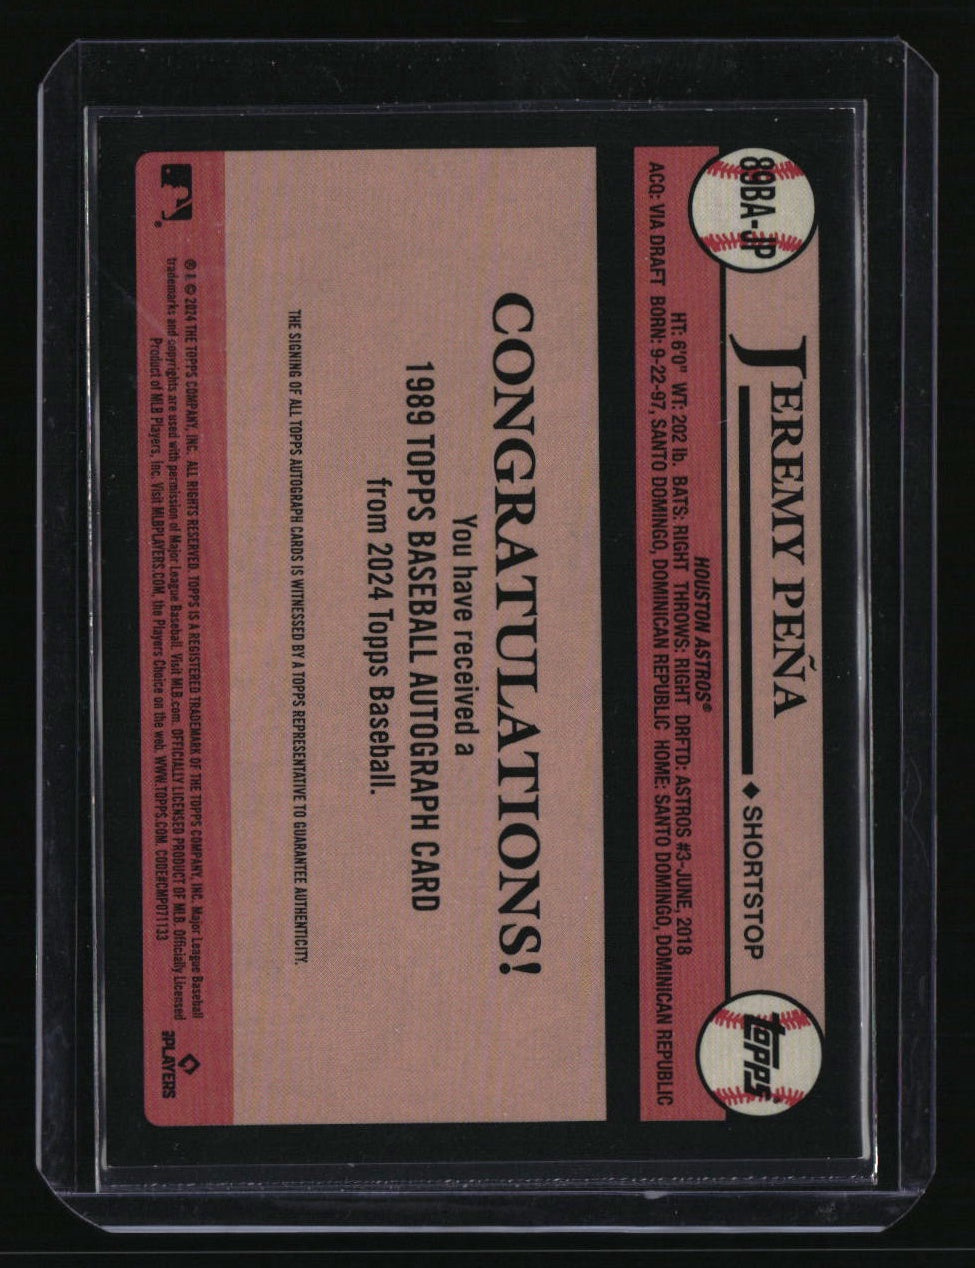 89BA-JP
JEREMY PEÑA
◆SHORTSTOP
topps
HOUSTON ASTROS®
HT: 6'0" WT: 202 lb. BATS: RIGHT THROWS: RIGHT DRFTD: ASTROS #3-JUNE, 2018
ACQ: VIA DRAFT BORN: 9-22-97, SANTO DOMINGO, DOMINICAN REPUBLIC HOME: SANTO DOMINGO, DOMINICAN REPUBLIC
CONGRATULATIONS!
You have received a
1989 TOPPS BASEBALL AUTOGRAPH CARD
from 2024 Topps Baseball.
THE SIGNING OF ALL TOPPS AUTOGRAPH CARDS IS WITNESSED BY A TOPPS REPRESENTATIVE TO GUARANTEE AUTHENTICITY.
® & © 2024 THE TOPPS COMPANY, INC. ALL RIGHTS RESERVED. TOPPS IS A REGISTERED TRADEMARK OF THE TOPPS COMPANY, INC. Major League Baseball
trademarks and copyrights are used with permission of Major League Baseball. Visit MLB.com. OFFICIALLY LICENSED PRODUCT OF MLB. Officially Licensed
Product of MLB Players, Inc. Visit MLBPLAYERS.COM, the Players Choice on the web. WWW.TOPPS.COM. CODE#CMP071133
PLAYERS